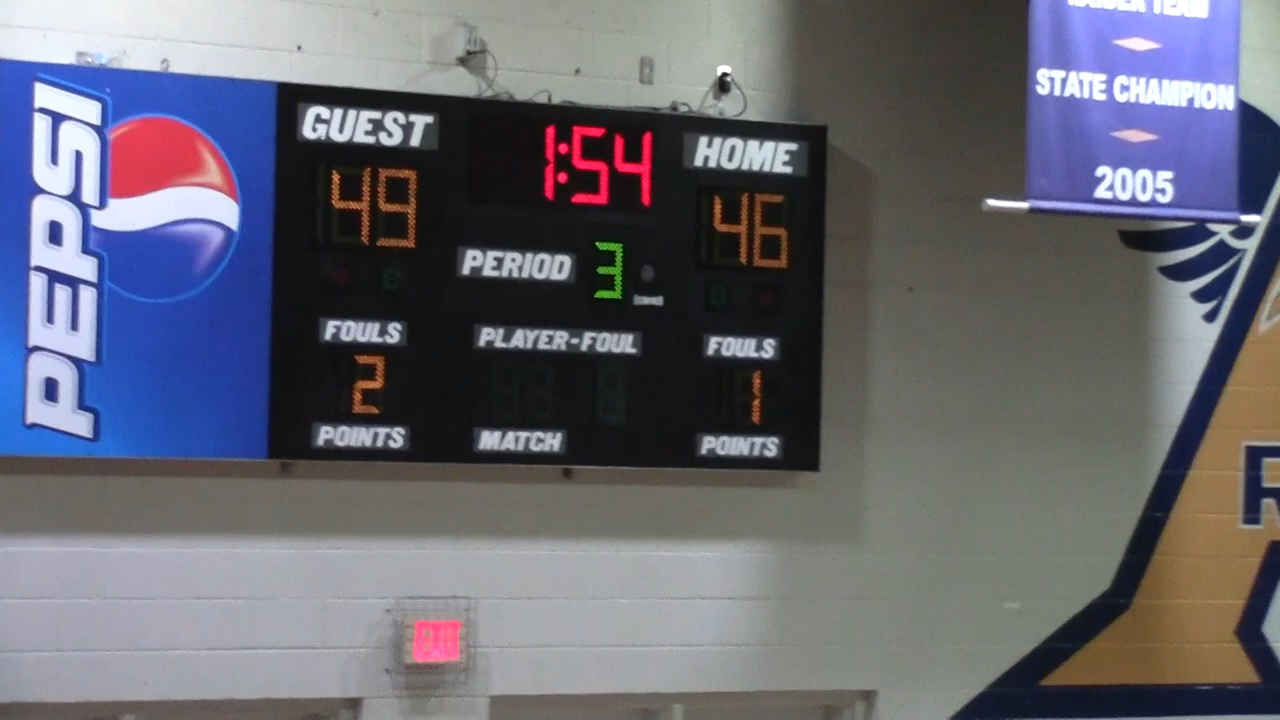 PEPSI
GUEST 1:54 HOME
49 46
PERIOD 3
FOULS PLAYER-FOUL FOULS
2 1
POINTS MATCH POINTS
TEAM
STATE CHAMPION
2005
R